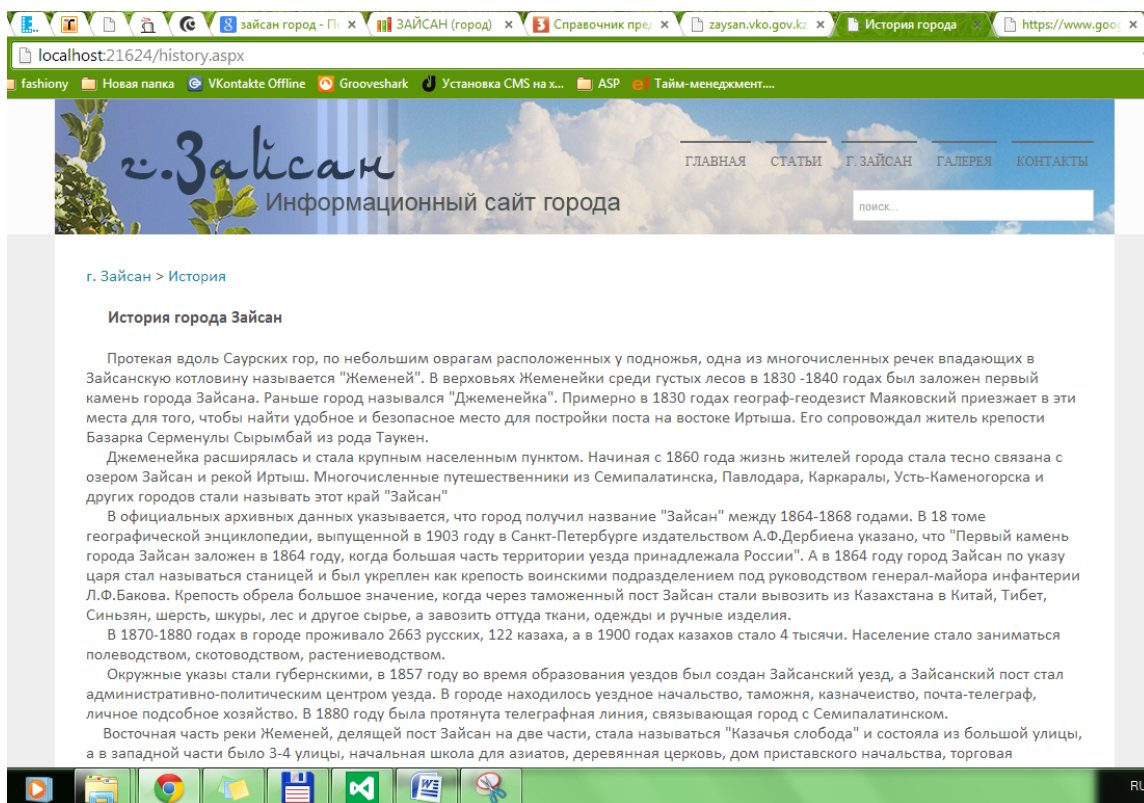 зайсан город - П
ЗАЙСАН (город)
Справочник пре
zaysan.vko.gov.kz
История города
https://www.goog
localhost:21624/history.aspx
fashiony Новая папка VKontakte Offline Grooveshark Установка CMS на х... ASP Тайм-менеджмент....
г.Зайсан
Информационный сайт города
ГЛАВНАЯ СТАТЬИ Г. ЗАЙСАН ГАЛЕРЕЯ КОНТАКТЫ
поиск...
г. Зайсан > История
История города Зайсан
Протекая вдоль Саурских гор, по небольшим оврагам расположенных у подножья, одна из многочисленных речек впадающих в
Зайсанскую котловину называется "Жеменей". В верховьях Жеменейки среди густых лесов в 1830 -1840 годах был заложен первый
камень города Зайсана. Раньше город назывался "Джеменейка". Примерно в 1830 годах географ-геодезист Маяковский приезжает в эти
места для того, чтобы найти удобное и безопасное место для постройки поста на востоке Иртыша. Его сопровождал житель крепости
Базарка Серменулы Сырымбай из рода Таукен.
Джеменейка расширялась и стала крупным населенным пунктом. Начиная с 1860 года жизнь жителей города стала тесно связана с
озером Зайсан и рекой Иртыш. Многочисленные путешественники из Семипалатинска, Павлодара, Каркаралы, Усть-Каменогорска и
других городов стали называть этот край "Зайсан"
В официальных архивных данных указывается, что город получил название "Зайсан" между 1864-1868 годами. В 18 томе
географической энциклопедии, выпущенной в 1903 году в Санкт-Петербурге издательством А.Ф.Дербиена указано, что "Первый камень
города Зайсан заложен в 1864 году, когда большая часть территории уезда принадлежала России". А в 1864 году город Зайсан по указу
царя стал называться станицей и был укреплен как крепость воинскими подразделением под руководством генерал-майора инфантерии
Л.Ф.Бакова. Крепость обрела большое значение, когда через таможенный пост Зайсан стали вывозить из Казахстана в Китай, Тибет,
Синьзян, шерсть, шкуры, лес и другое сырье, а завозить оттуда ткани, одежды и ручные изделия.
В 1870-1880 годах в городе проживало 2663 русских, 122 казаха, а в 1900 годах казахов стало 4 тысячи. Население стало заниматься
полеводством, скотоводством, растениеводством.
Окружные указы стали губернскими, в 1857 году во время образования уездов был создан Зайсанский уезд, а Зайсанский пост стал
административно-политическим центром уезда. В городе находилось уездное начальство, таможня, казначеиство, почта-телеграф,
личное подсобное хозяйство. В 1880 году была протянута телеграфная линия, связывающая город с Семипалатинском.
Восточная часть реки Жеменей, делящей пост Зайсан на две части, стала называться "Казачья слобода" и состояла из большой улицы,
а в западной части было 3-4 улицы, начальная школа для азиатов, деревянная церковь, дом приставского начальства, торговая
RU